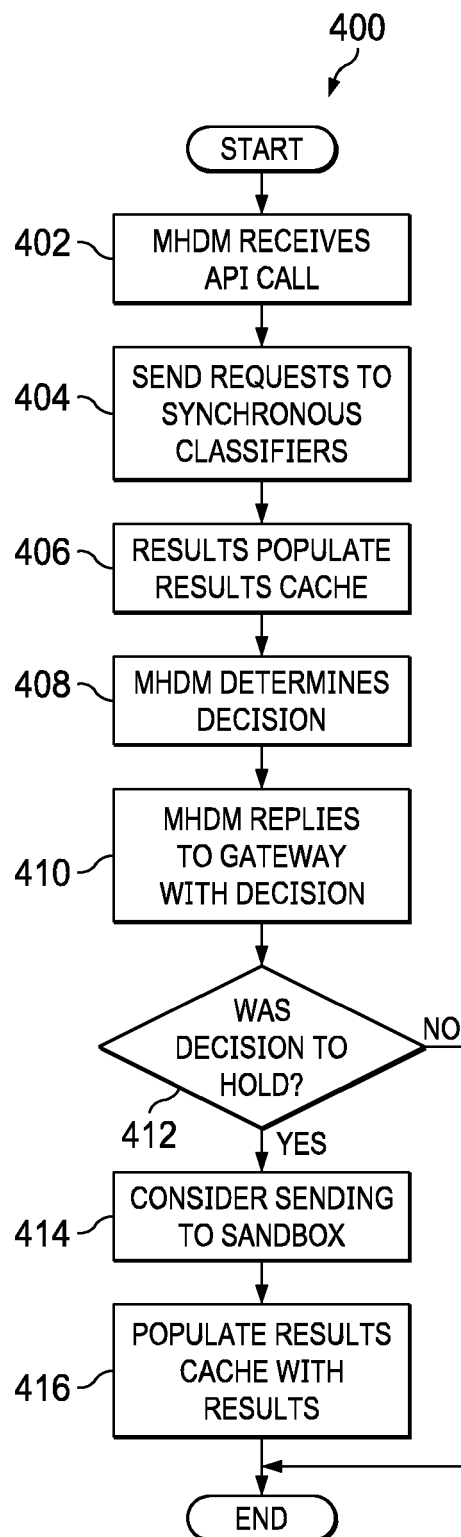 400
START
402
MHDM RECEIVES
API CALL
404
SEND REQUESTS TO
SYNCHRONOUS
CLASSIFIERS
406
RESULTS POPULATE
RESULTS CACHE
408
MHDM DETERMINES
DECISION
410
MHDM REPLIES
TO GATEWAY
WITH DECISION
WAS
DECISION TO
HOLD?
NO
412
YES
414
CONSIDER SENDING
TO SANDBOX
416
POPULATE RESULTS
CACHE WITH
RESULTS
END